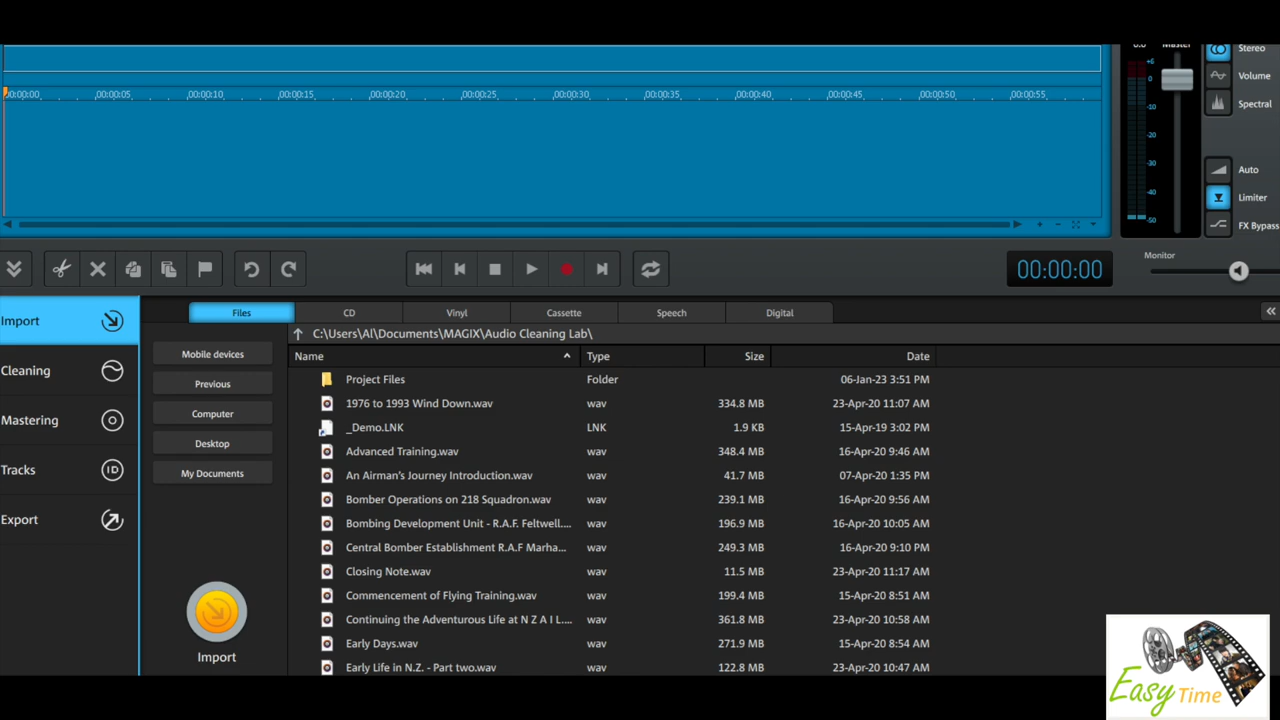 0.0 Master Stereo
+6
0
-10
-20
-30
-40
-50
Volume
Spectral
Auto
Limiter
FX Bypass
00:00:00 00:00:05 00:00:10 00:00:15 00:00:20 00:00:25 00:00:30 00:00:35 00:00:40 00:00:45 00:00:50 00:00:55
00:00:00
Monitor
Import
Cleaning
Mastering
Tracks ID
Export
Files CD Vinyl Cassette Speech Digital
Mobile devices
Previous
Computer
Desktop
My Documents
Import
C:\Users\Al\Documents\MAGIX\Audio Cleaning Lab\
Name Type Size Date
Project Files Folder 06-Jan-23 3:51 PM
1976 to 1993 Wind Down.wav wav 334.8 MB 23-Apr-20 11:07 AM
_Demo.LNK LNK 1.9 KB 15-Apr-19 3:02 PM
Advanced Training.wav wav 348.4 MB 16-Apr-20 9:46 AM
An Airman’s Journey Introduction.wav wav 41.7 MB 07-Apr-20 1:35 PM
Bomber Operations on 218 Squadron.wav wav 239.1 MB 16-Apr-20 9:56 AM
Bombing Development Unit - R.A.F. Feltwell.... wav 196.9 MB 16-Apr-20 10:05 AM
Central Bomber Establishment R.A.F Marha... wav 249.3 MB 16-Apr-20 9:10 PM
Closing Note.wav wav 11.5 MB 23-Apr-20 11:17 AM
Commencement of Flying Training.wav wav 199.4 MB 15-Apr-20 8:51 AM
Continuing the Adventurous Life at N Z A I L.... wav 361.8 MB 23-Apr-20 10:58 AM
Early Days.wav wav 271.9 MB 15-Apr-20 8:54 AM
Early Life in N.Z. - Part two.wav wav 122.8 MB 23-Apr-20 10:47 AM
Easy Time